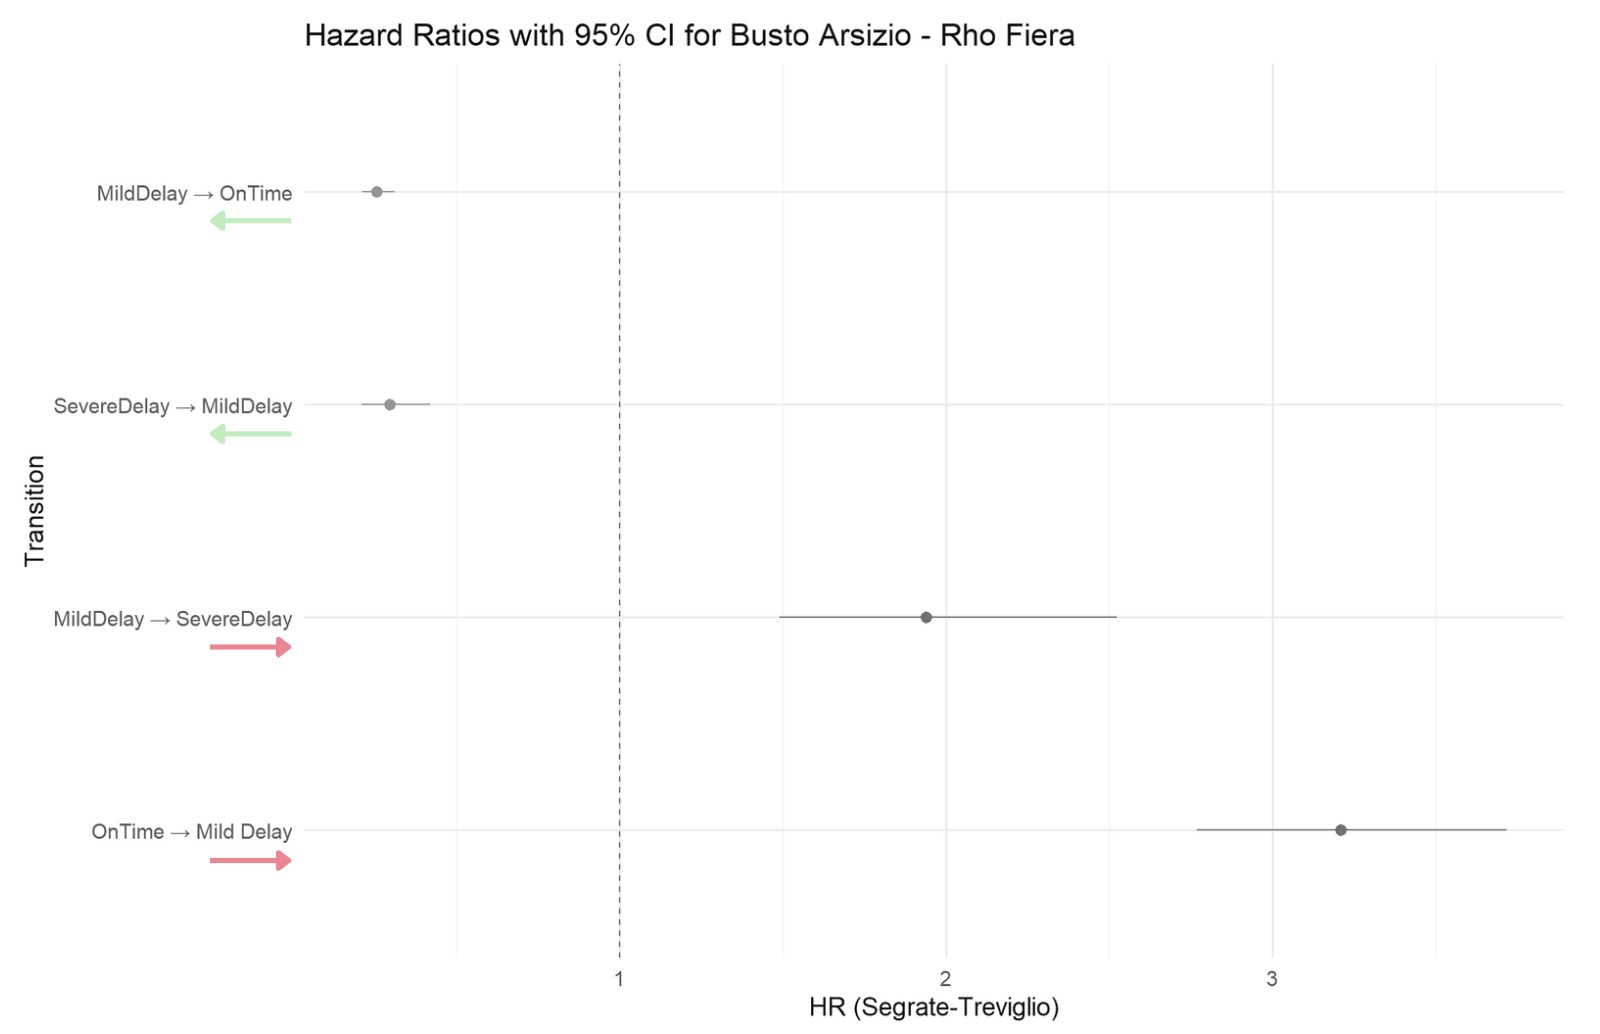 Hazard Ratios with 95% CI for Busto Arsizio - Rho Fiera
MildDelay → OnTime
SevereDelay → MildDelay
Transition
MildDelay → SevereDelay
OnTime → Mild Delay
1 2 3
HR (Segrate-Treviglio)